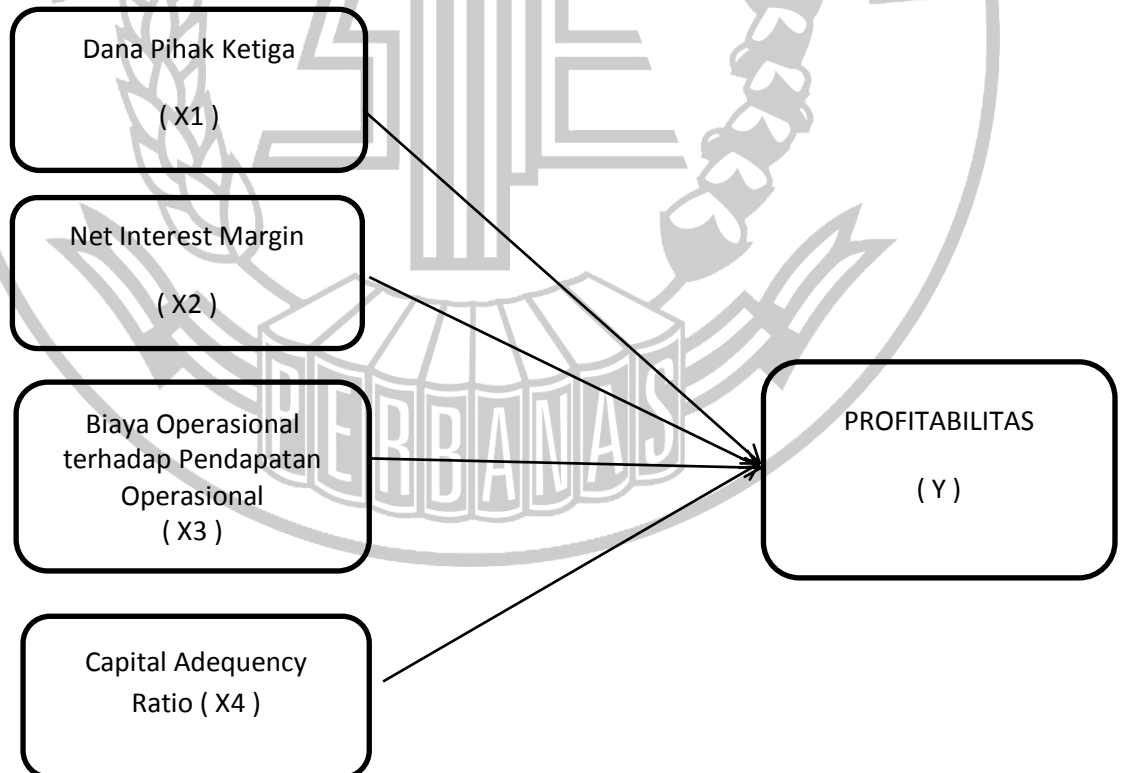 Dana Pihak Ketiga
( X1 )
Net Interest Margin
( X2 )
Biaya Operasional
terhadap Pendapatan
Operasional
( X3 )
Capital Adequency
Ratio ( X4 )
PROFITABILITAS
( Y )
PERBANAS